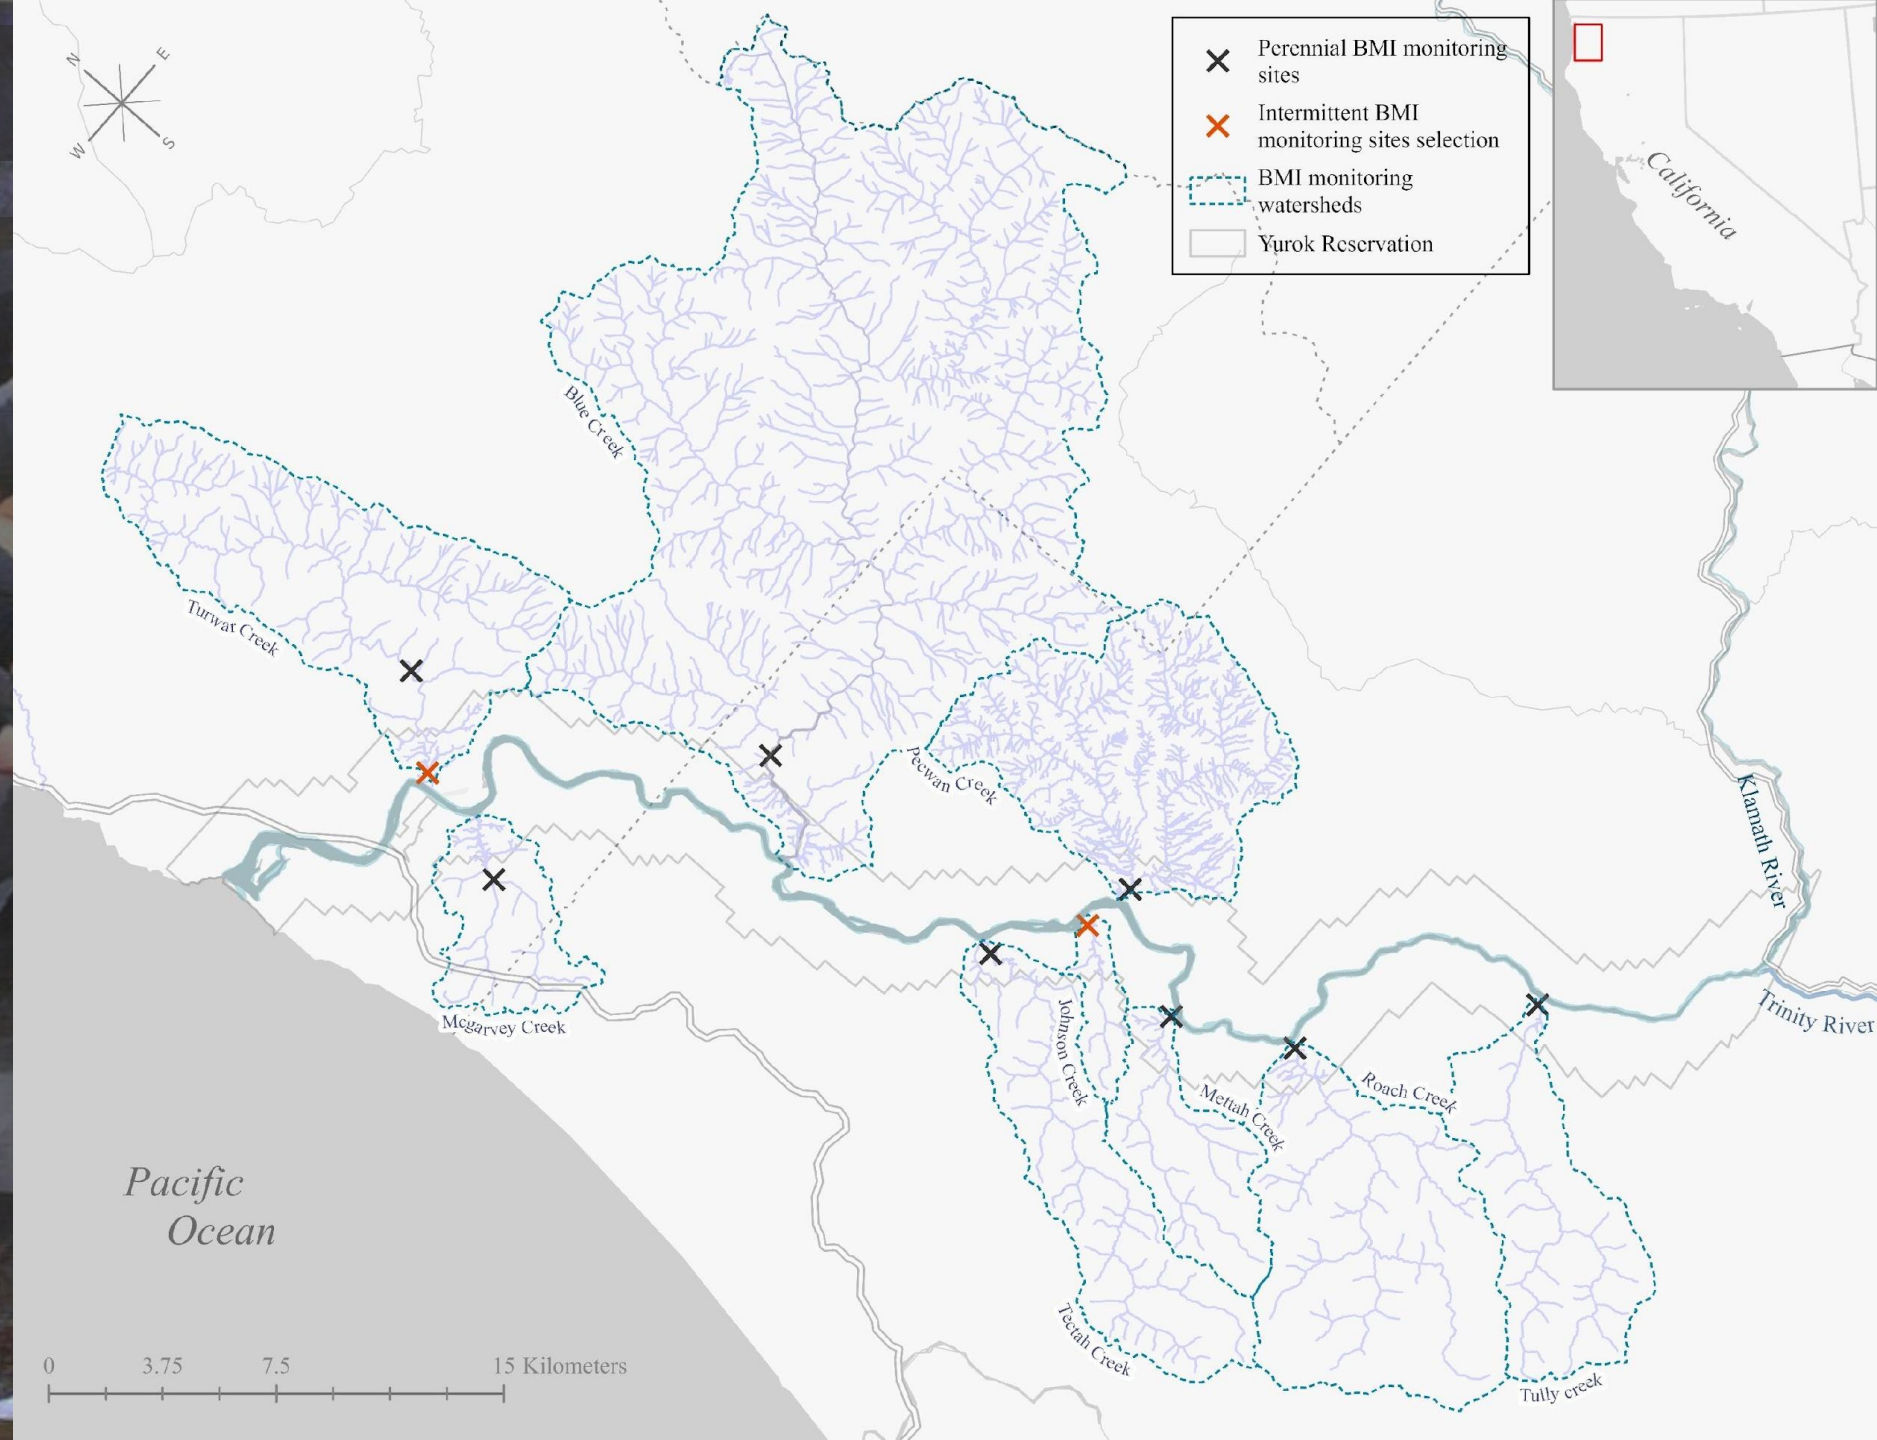 N
E
W
S
Perennial BMI monitoring
sites
Intermittent BMI
monitoring sites selection
BMI monitoring
watersheds
Yurok Reservation
California
Blue Creek
Turwar Creek
Pecwan Creek
Klamath River
Trinity River
Mcgarvey Creek
Johnson Creek
Mettah Creek
Roach Creek
Pacific
Ocean
Tectah Creek
Tully creek
0 3.75 7.5 15 Kilometers